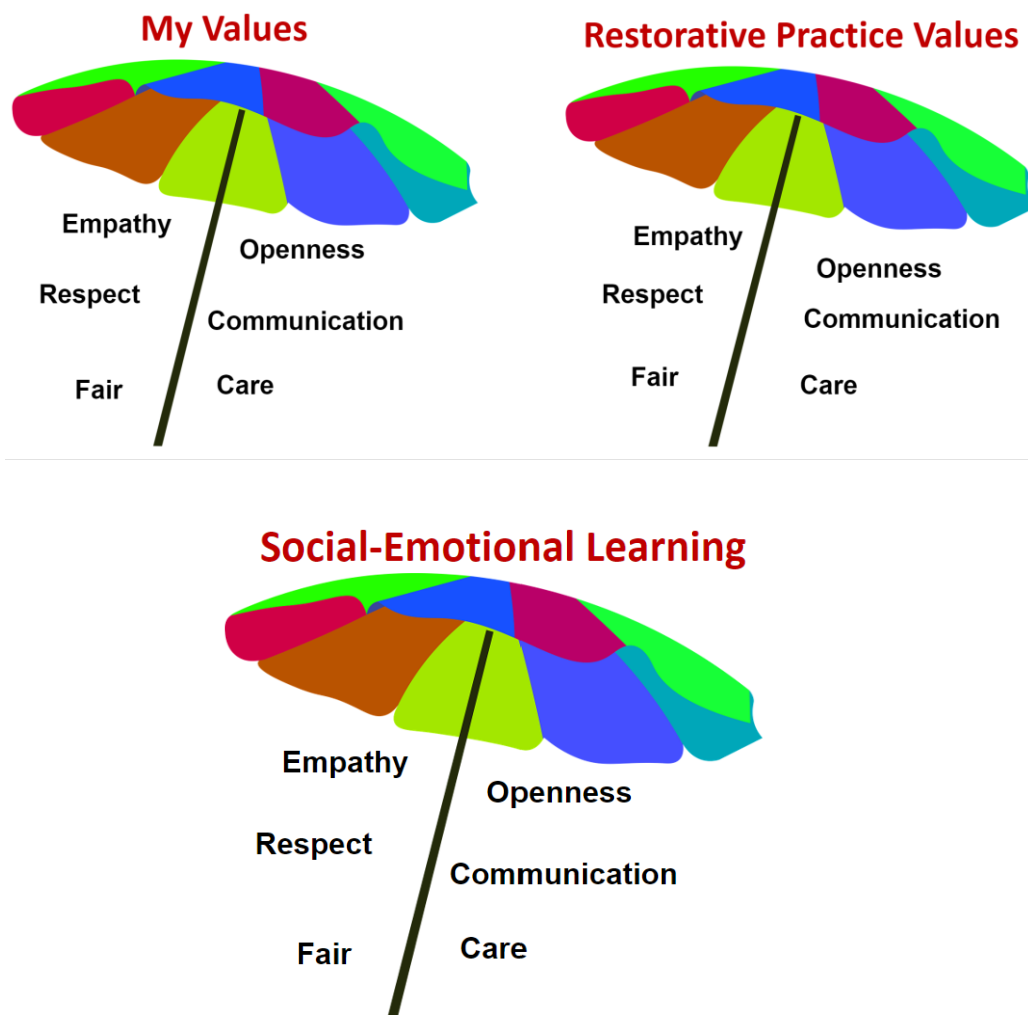 My Values
Empathy
Openness
Respect
Communication
Fair
Care
Restorative Practice Values
Empathy
Openness
Respect
Communication
Fair
Care
Social-Emotional Learning
Empathy
Openness
Respect
Communication
Fair
Care